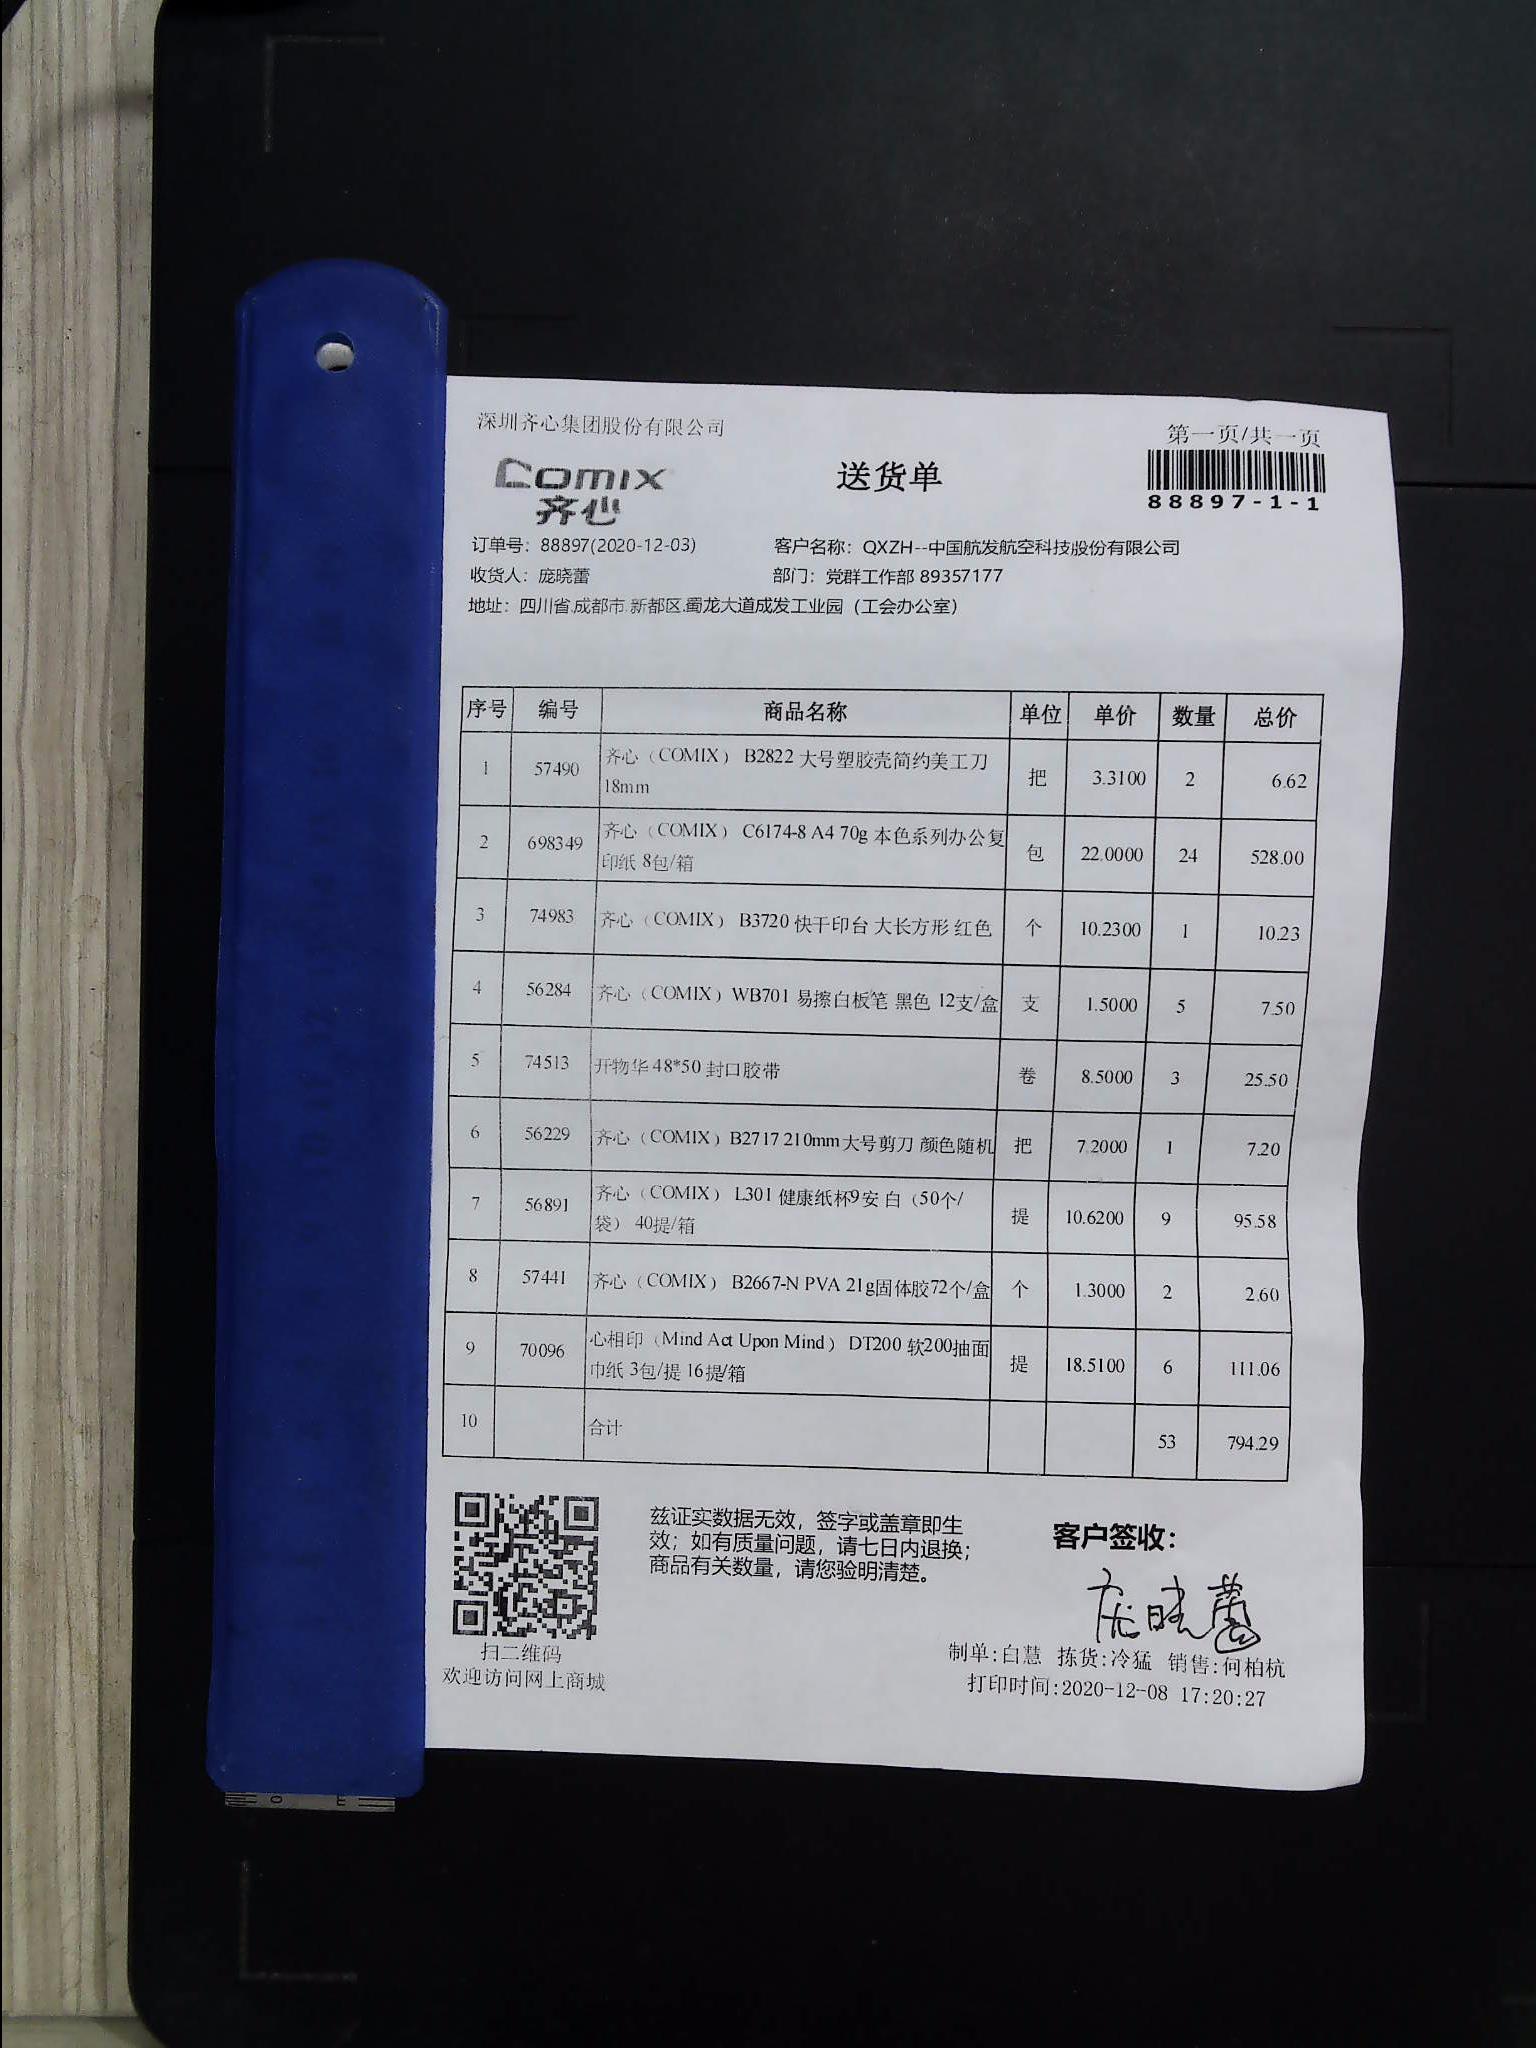 深圳齐心集团股份有限公司
第一页/共一页
COMIX
齐心
送货单
88897-1-1
订单号：88897(2020-12-03) 客户名称：QXZH--中国航发航空科技股份有限公司
收货人：庞晓蕾 部门：党群工作部 89357177
地址：四川省.成都市.新都区.蜀龙大道成发工业园（工会办公室）
序号 编号 商品名称 单位 单价 数量 总价
1 57490 齐心（COMIX） B2822 大号塑胶壳简约美工刀 把 3.3100 2 6.62
18mm
2 698349 齐心（COMIX） C6174-8 A4 70g 本色系列办公复 包 22.0000 24 528.00
印纸 8包/箱
3 74983 齐心（COMIX） B3720 快干印台 大长方形 红色 个 10.2300 1 10.23
4 56284 齐心（COMIX）WB701 易擦白板笔 黑色 12支/盒 支 1.5000 5 7.50
5 74513 开物华 48*50 封口胶带 卷 8.5000 3 25.50
6 56229 齐心（COMIX）B2717 210mm大号剪刀 颜色随机 把 7.2000 1 7.20
7 56891 齐心（COMIX） L301 健康纸杯9安 白（50个/ 提 10.6200 9 95.58
袋） 40提/箱
8 57441 齐心（COMIX） B2667-N PVA 21g固体胶72个/盒 个 1.3000 2 2.60
9 70096 心相印（Mind Act Upon Mind） DT200 软200抽面 提 18.5100 6 111.06
巾纸 3包/提 16提/箱
10 合计 53 794.29
兹证实数据无效，签字或盖章即生
效；如有质量问题，请七日内退换；
商品有关数量，请您验明清楚。
客户签收：
庞晓蕾
扫二维码
欢迎访问网上商城
制单:白慧 拣货:冷猛 销售:何柏杭
打印时间:2020-12-08 17:20:27